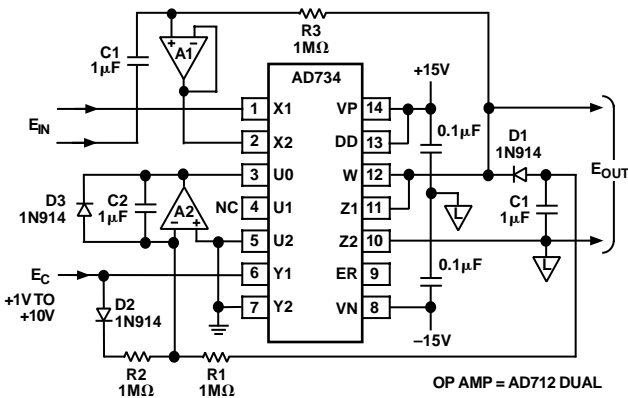 R3
1MΩ
C1
1µF
A1
+
–
AD734
+15V
E_IN
1 X1
VP 14
2 X2
DD 13
0.1µF
D1
1N914
3 U0
W 12
E_OUT
D3
1N914
C2
1µF
A2
–
+
NC
4 U1
Z1 11
L
C1
1µF
5 U2
Z2 10
L
E_C
6 Y1
ER 9
0.1µF
+1V TO
+10V
D2
1N914
7 Y2
VN 8
–15V
R2
1MΩ
R1
1MΩ
OP AMP = AD712 DUAL